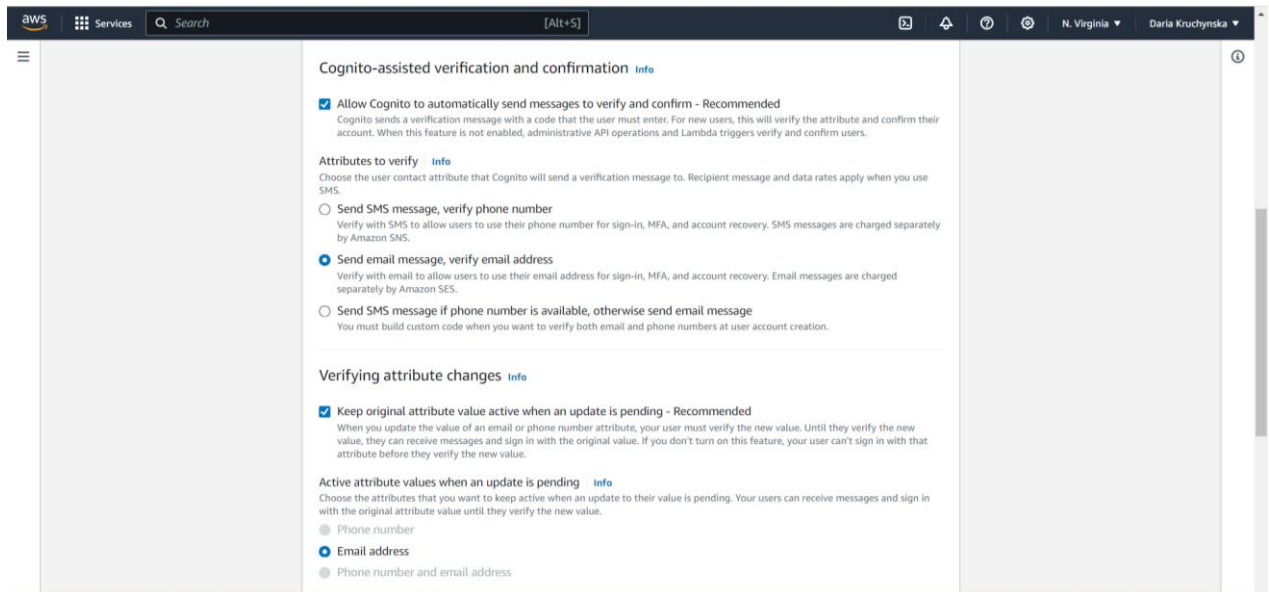 aws
Services
Search
[Alt+S]
N. Virginia
Daria Kruchynska
Cognito-assisted verification and confirmation Info
Allow Cognito to automatically send messages to verify and confirm - Recommended
Cognito sends a verification message with a code that the user must enter. For new users, this will verify the attribute and confirm their
account. When this feature is not enabled, administrative API operations and Lambda triggers verify and confirm users.
Attributes to verify Info
Choose the user contact attribute that Cognito will send a verification message to. Recipient message and data rates apply when you use
SMS.
Send SMS message, verify phone number
Verify with SMS to allow users to use their phone number for sign-in, MFA, and account recovery. SMS messages are charged separately
by Amazon SNS.
Send email message, verify email address
Verify with email to allow users to use their email address for sign-in, MFA, and account recovery. Email messages are charged
separately by Amazon SES.
Send SMS message if phone number is available, otherwise send email message
You must build custom code when you want to verify both email and phone numbers at user account creation.
Verifying attribute changes Info
Keep original attribute value active when an update is pending - Recommended
When you update the value of an email or phone number attribute, your user must verify the new value. Until they verify the new
value, they can receive messages and sign in with the original value. If you don't turn on this feature, your user can't sign in with that
attribute before they verify the new value.
Active attribute values when an update is pending Info
Choose the attributes that you want to keep active when an update to their value is pending. Your users can receive messages and sign in
with the original attribute value until they verify the new value.
Phone number
Email address
Phone number and email address